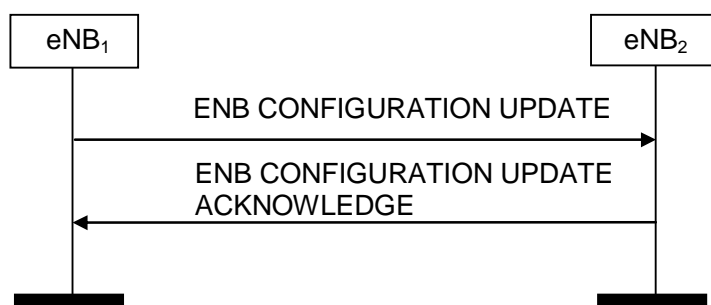 eNB₁
eNB₂
ENB CONFIGURATION UPDATE
ENB CONFIGURATION UPDATE
ACKNOWLEDGE